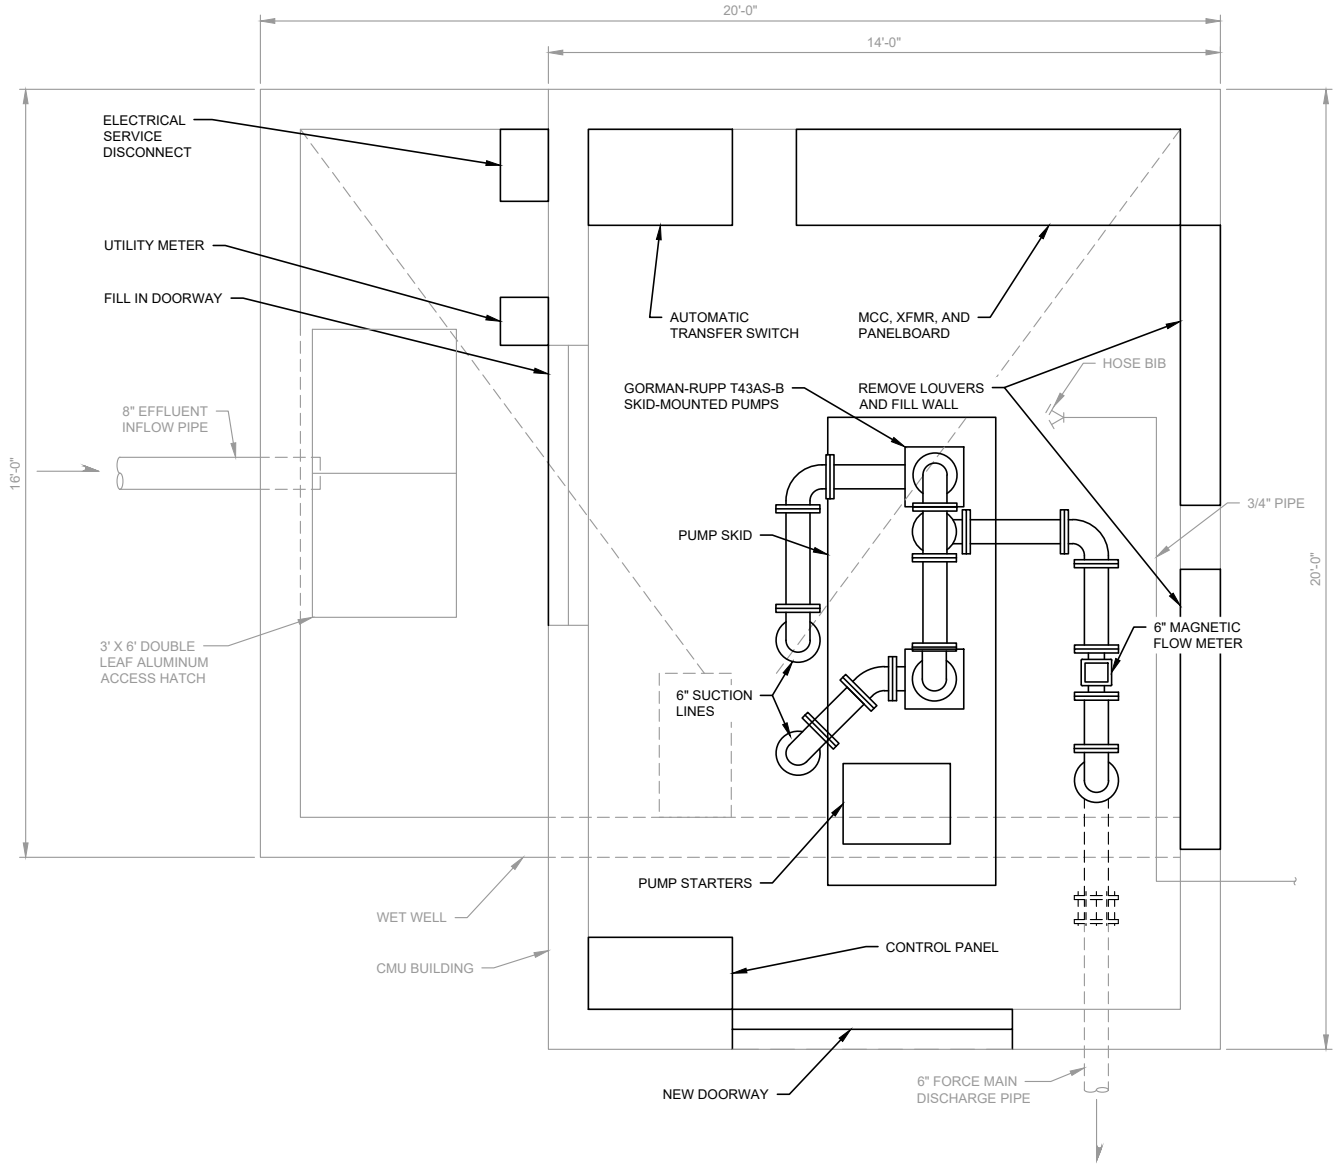 20'-0"
14'-0"
ELECTRICAL
SERVICE
DISCONNECT
UTILITY METER
FILL IN DOORWAY
AUTOMATIC
TRANSFER SWITCH
MCC, XFMR, AND
PANELBOARD
HOSE BIB
GORMAN-RUPP T43AS-B
SKID-MOUNTED PUMPS
REMOVE LOUVERS
AND FILL WALL
8" EFFLUENT
INFLOW PIPE
16'-0"
3/4" PIPE
PUMP SKID
20'-0"
3' X 6' DOUBLE
LEAF ALUMINUM
ACCESS HATCH
6" MAGNETIC
FLOW METER
6" SUCTION
LINES
PUMP STARTERS
WET WELL
CONTROL PANEL
CMU BUILDING
NEW DOORWAY
6" FORCE MAIN
DISCHARGE PIPE